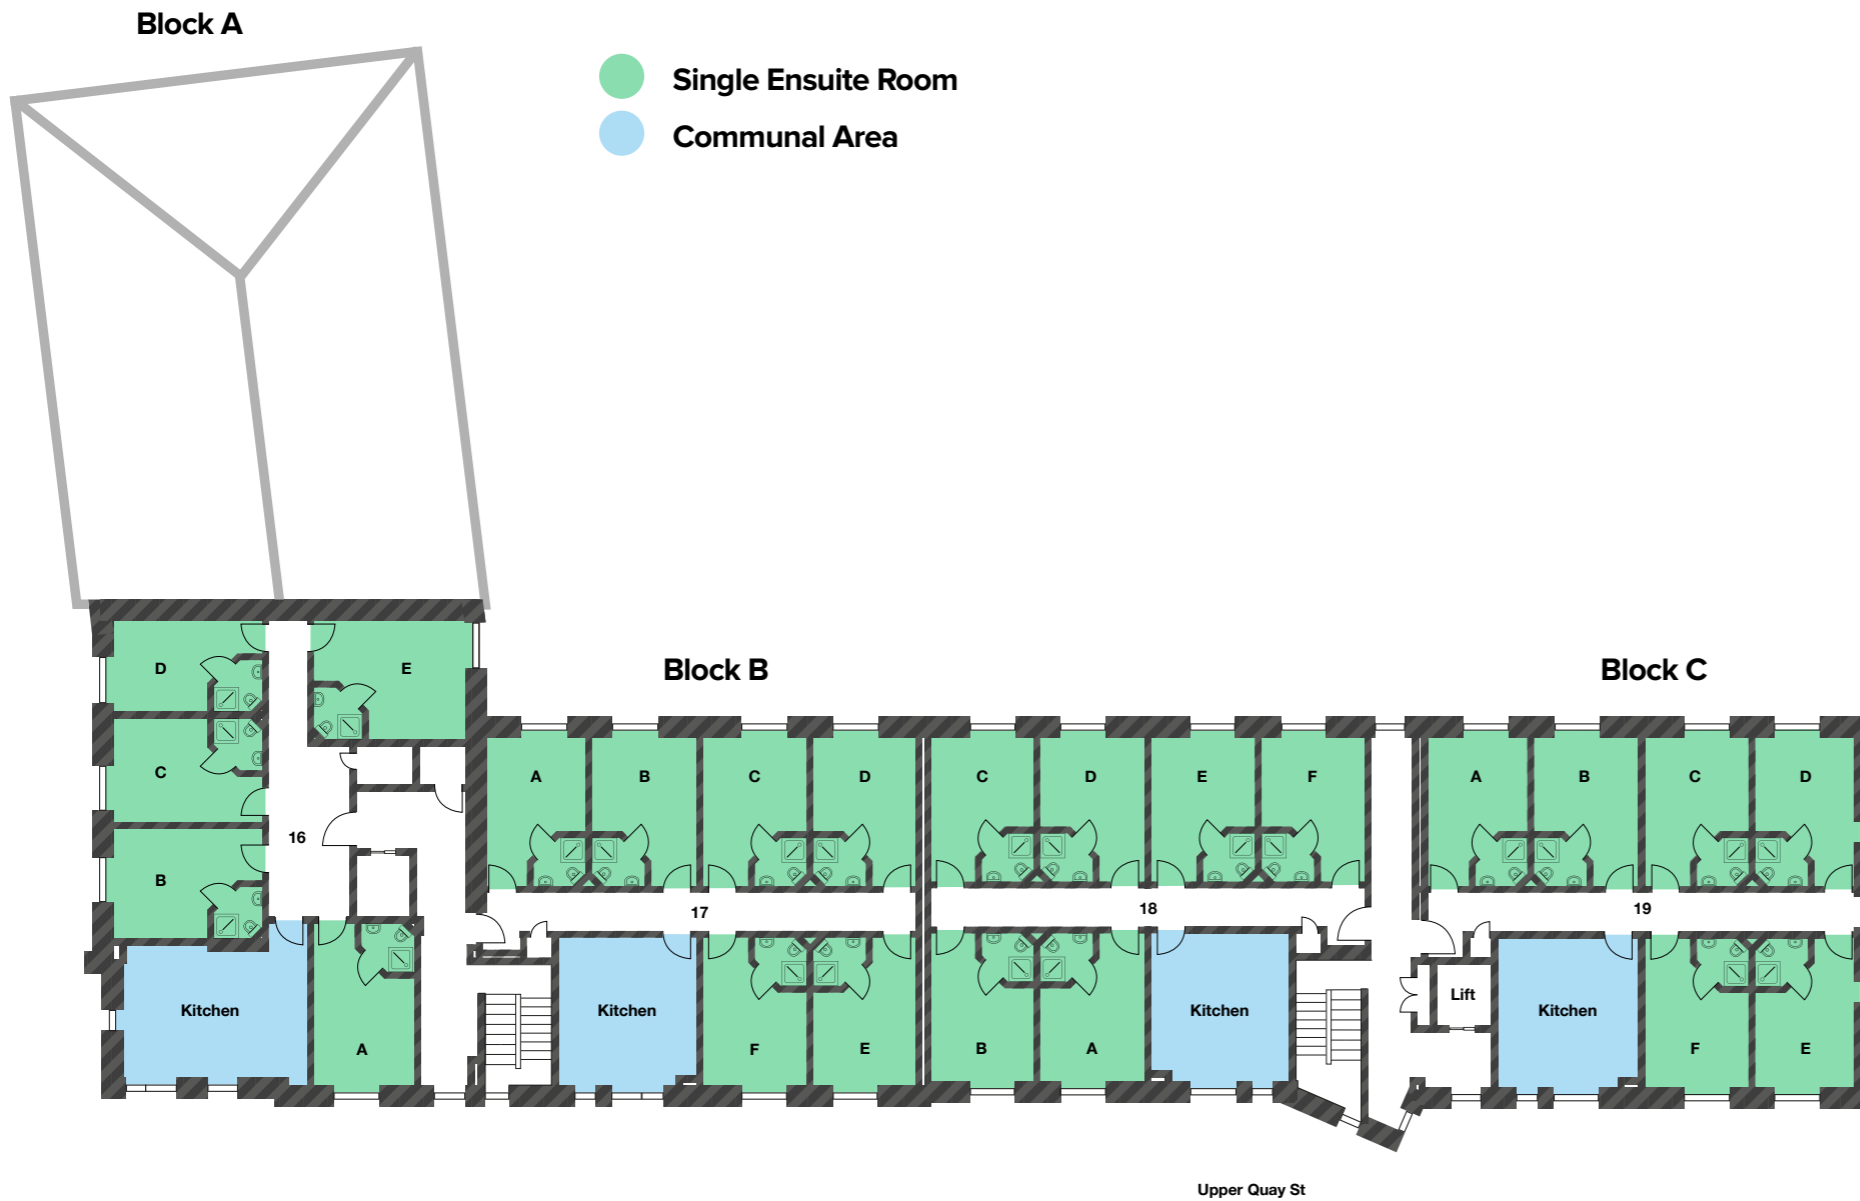 Block A
Single Ensuite Room
Communal Area
Block B
Block C
D
E
C
B
16
Kitchen
A
A
B
C
D
17
Kitchen
F
E
C
D
E
F
18
B
A
Kitchen
A
B
C
D
19
Lift
Kitchen
F
E
Upper Quay St